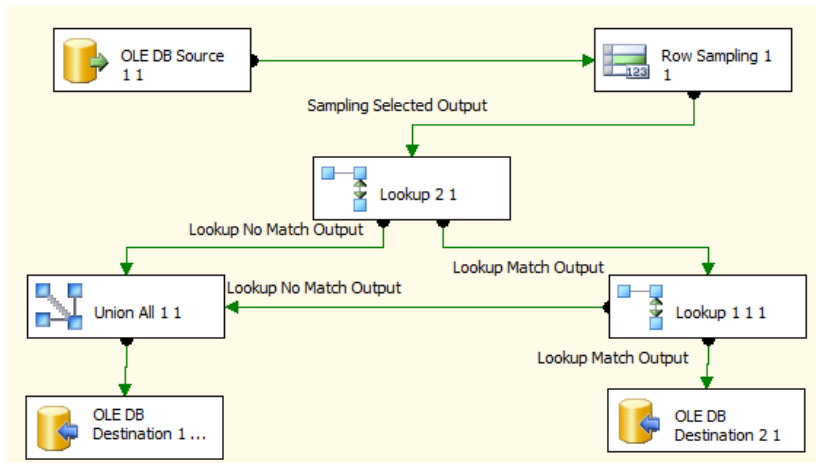 OLE DB Source
1 1
Row Sampling 1
1
123
Sampling Selected Output
Lookup 2 1
Lookup No Match Output
Lookup Match Output
Union All 1 1
Lookup No Match Output
Lookup 1 1 1
Lookup Match Output
OLE DB
Destination 1 ...
OLE DB
Destination 2 1